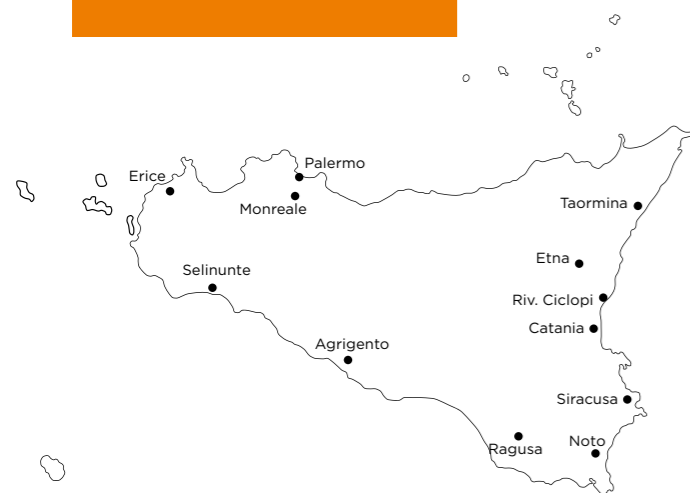 Palermo
Erice
Monreale
Taormina
Etna
Selinunte
Riv. Ciclopi
Catania
Agrigento
Siracusa
Noto
Ragusa